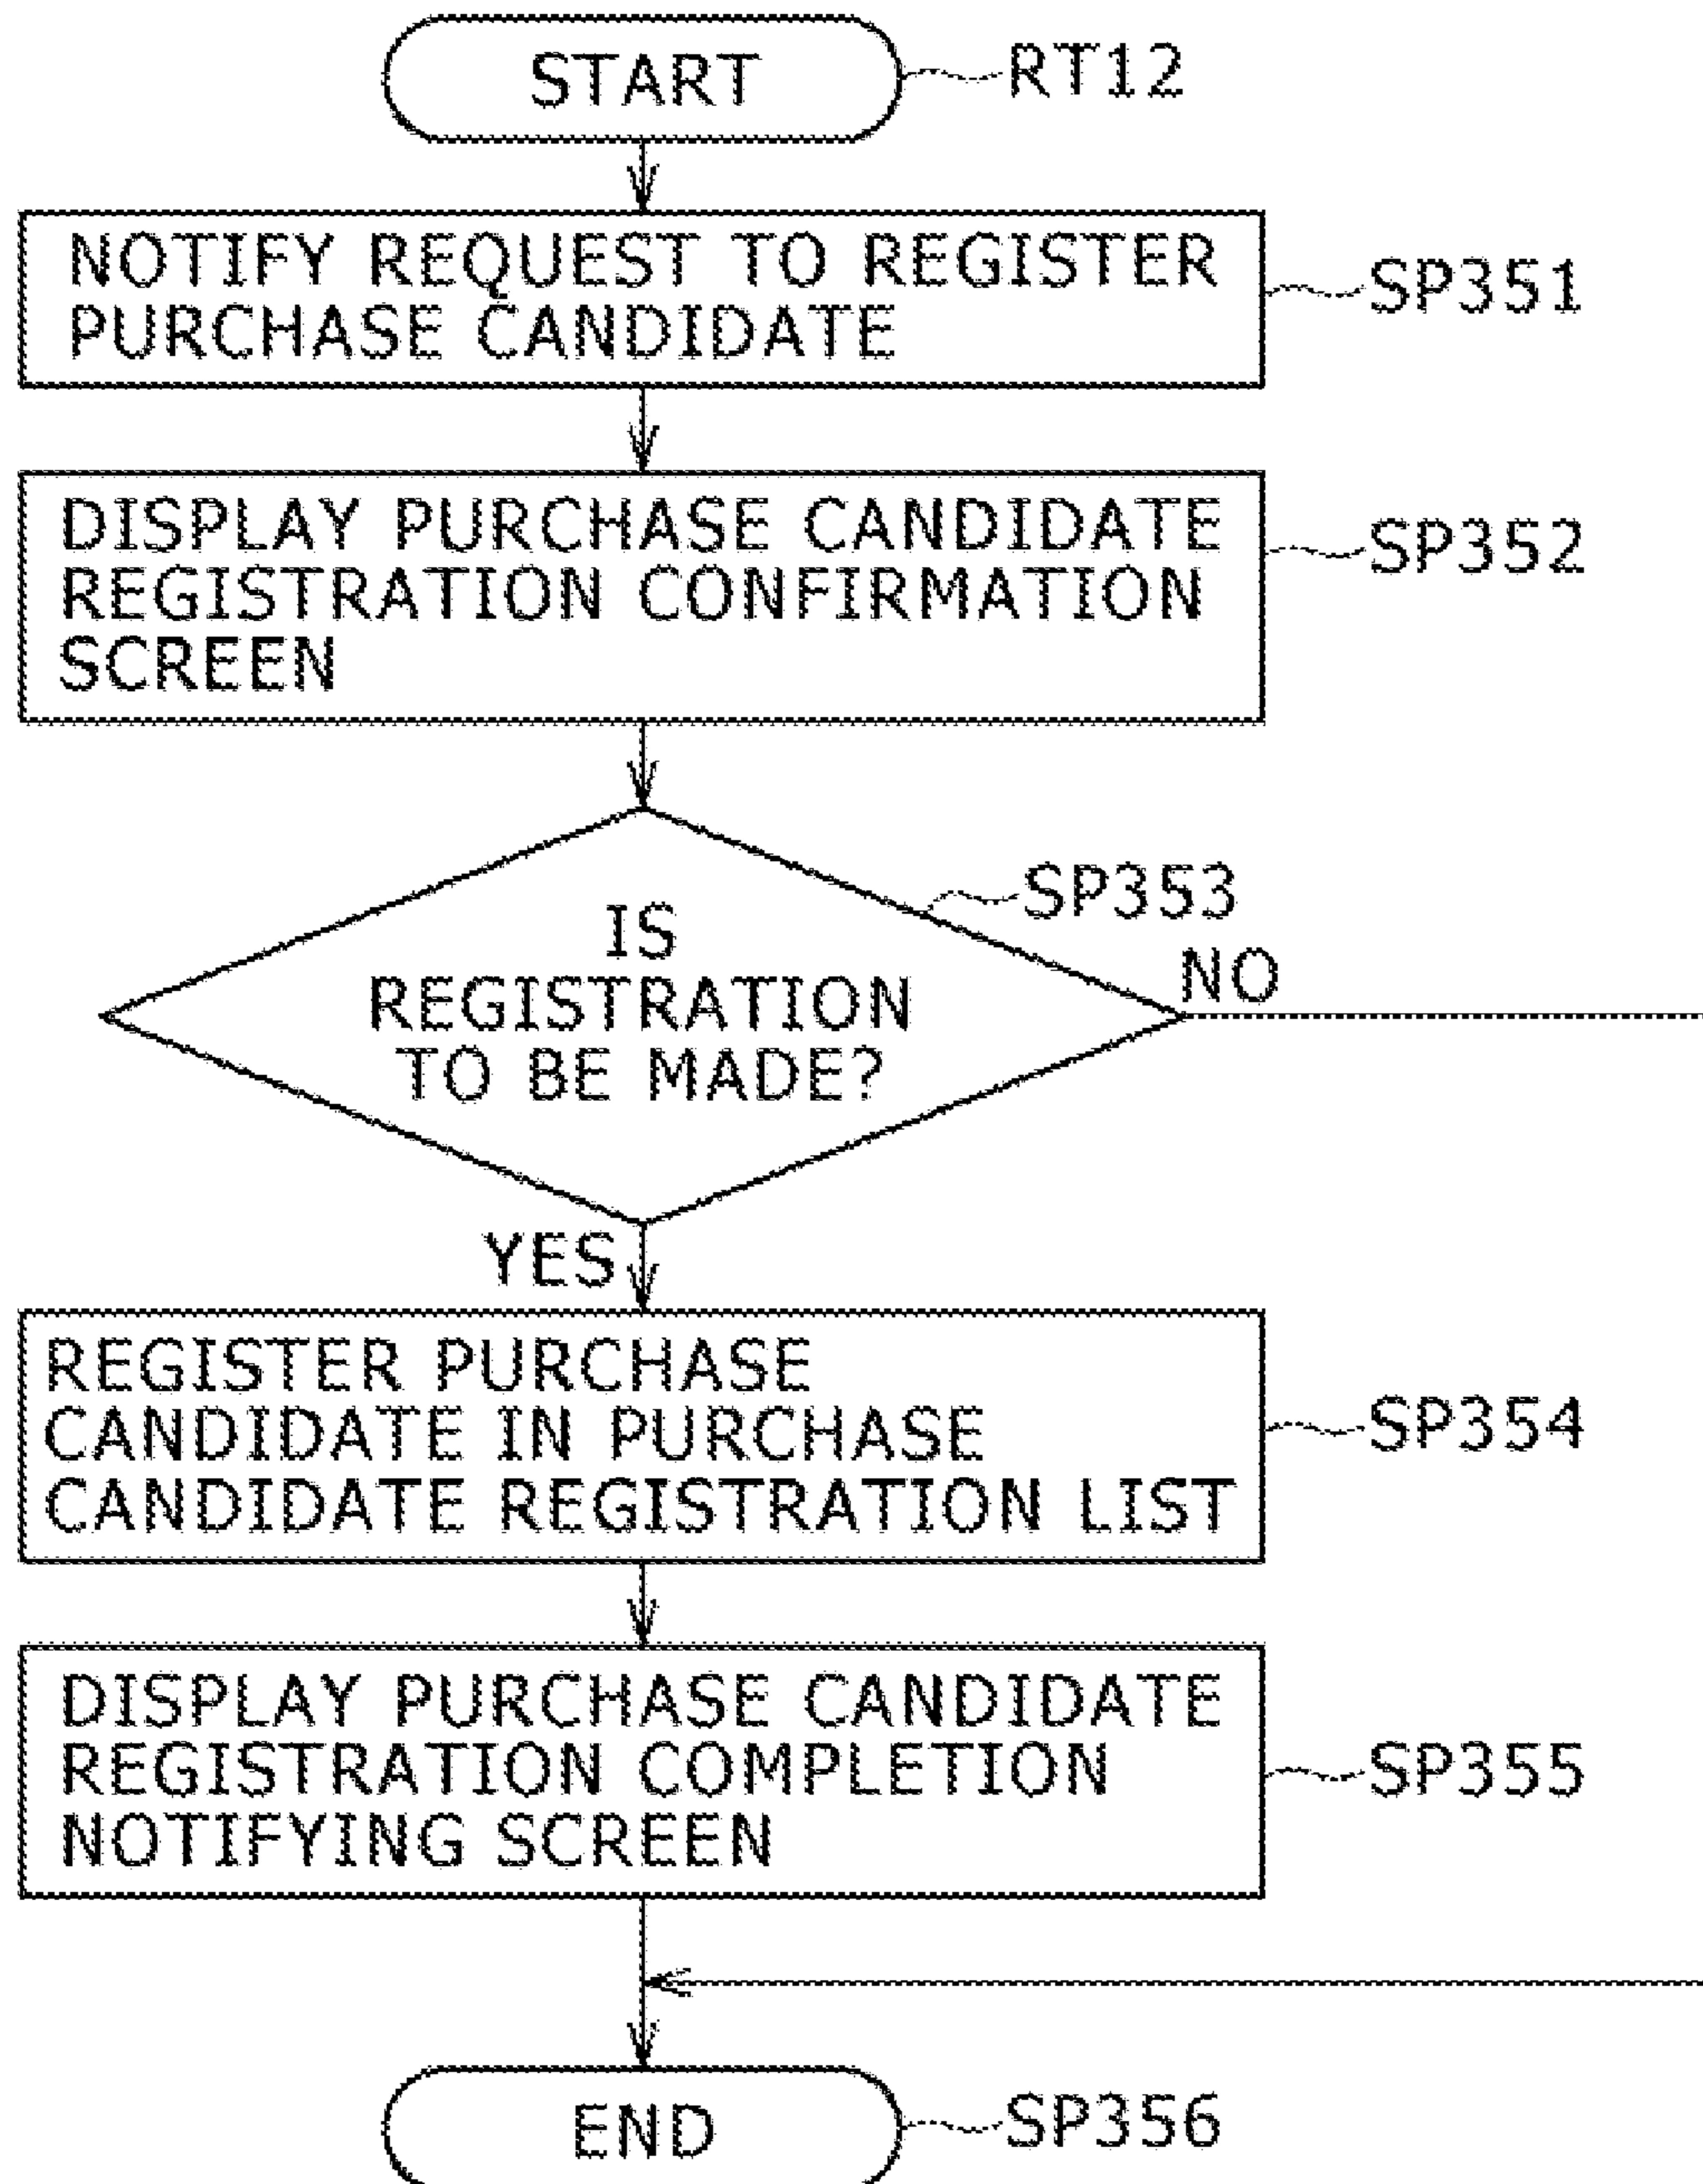 START
RT12
NOTIFY REQUEST TO REGISTER
PURCHASE CANDIDATE
SP351
DISPLAY PURCHASE CANDIDATE
REGISTRATION CONFIRMATION
SCREEN
SP352
SP353
IS
REGISTRATION
TO BE MADE?
NO
YES
REGISTER PURCHASE
CANDIDATE IN PURCHASE
CANDIDATE REGISTRATION LIST
SP354
DISPLAY PURCHASE CANDIDATE
REGISTRATION COMPLETION
NOTIFYING SCREEN
SP355
END
SP356